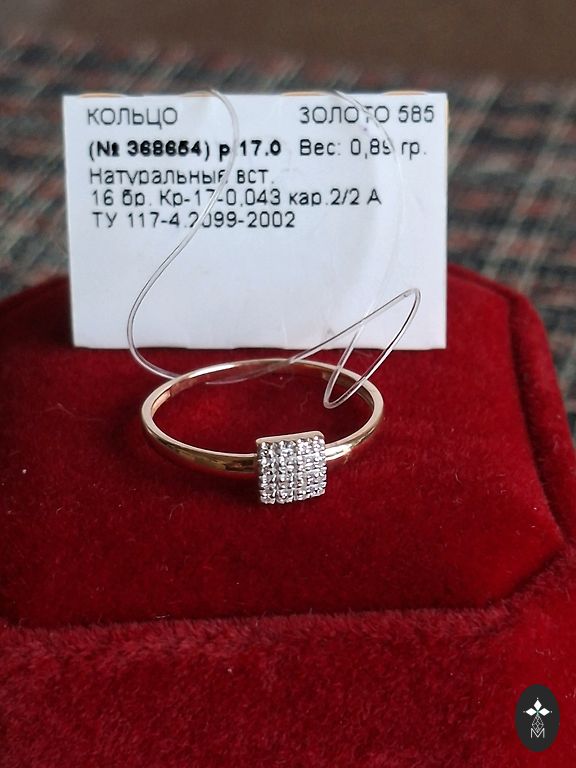 КОЛЬЦО ЗОЛОТО 585
(№ 368654) р 17.0 Вес: 0,89 гр.
Натуральные вст.
16 бр. Кр-17-0,043 кар.2/2 А
ТУ 117-4.2099-2002